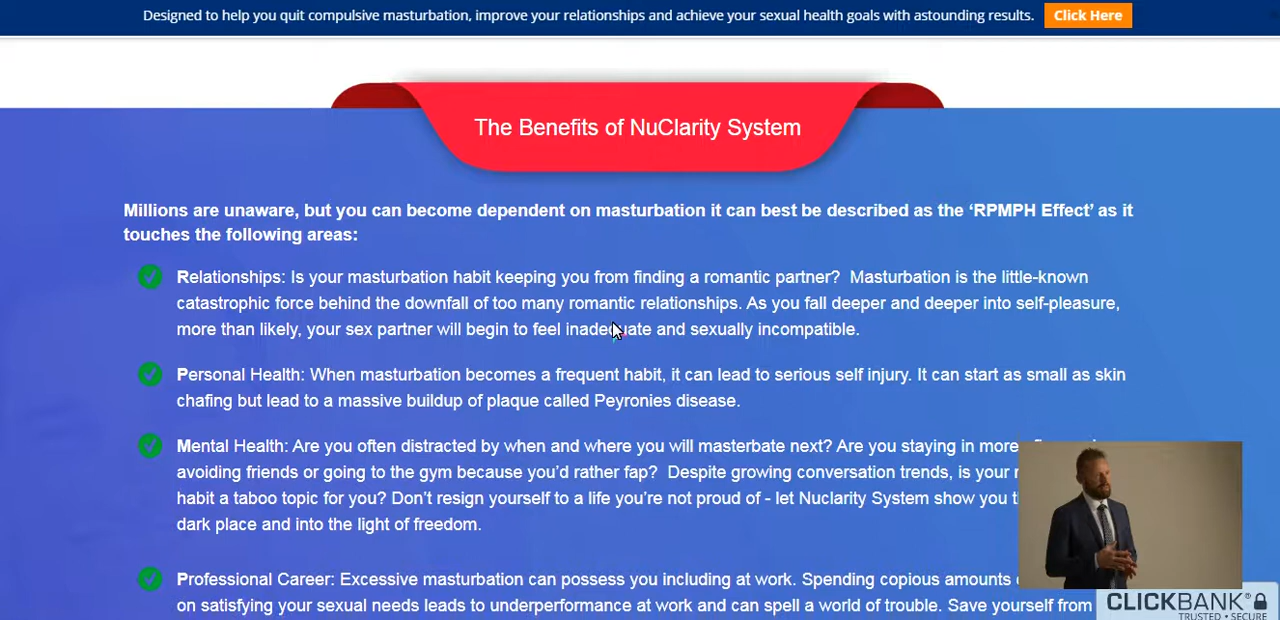 Designed to help you quit compulsive masturbation, improve your relationships and achieve your sexual health goals with astounding results. Click Here
The Benefits of NuClarity System
Millions are unaware, but you can become dependent on masturbation it can best be described as the ‘RPMPH Effect’ as it
touches the following areas:
Relationships: Is your masturbation habit keeping you from finding a romantic partner? Masturbation is the little-known
catastrophic force behind the downfall of too many romantic relationships. As you fall deeper and deeper into self-pleasure,
more than likely, your sex partner will begin to feel inadequate and sexually incompatible.
Personal Health: When masturbation becomes a frequent habit, it can lead to serious self injury. It can start as small as skin
chafing but lead to a massive buildup of plaque called Peyronies disease.
Mental Health: Are you often distracted by when and where you will masterbate next? Are you staying in more
avoiding friends or going to the gym because you’d rather fap? Despite growing conversation trends, is your
habit a taboo topic for you? Don’t resign yourself to a life you’re not proud of - let Nuclarity System show you
dark place and into the light of freedom.
Professional Career: Excessive masturbation can possess you including at work. Spending copious amounts
on satisfying your sexual needs leads to underperformance at work and can spell a world of trouble. Save yourself from
CLICKBANK®
TRUSTED • SECURE